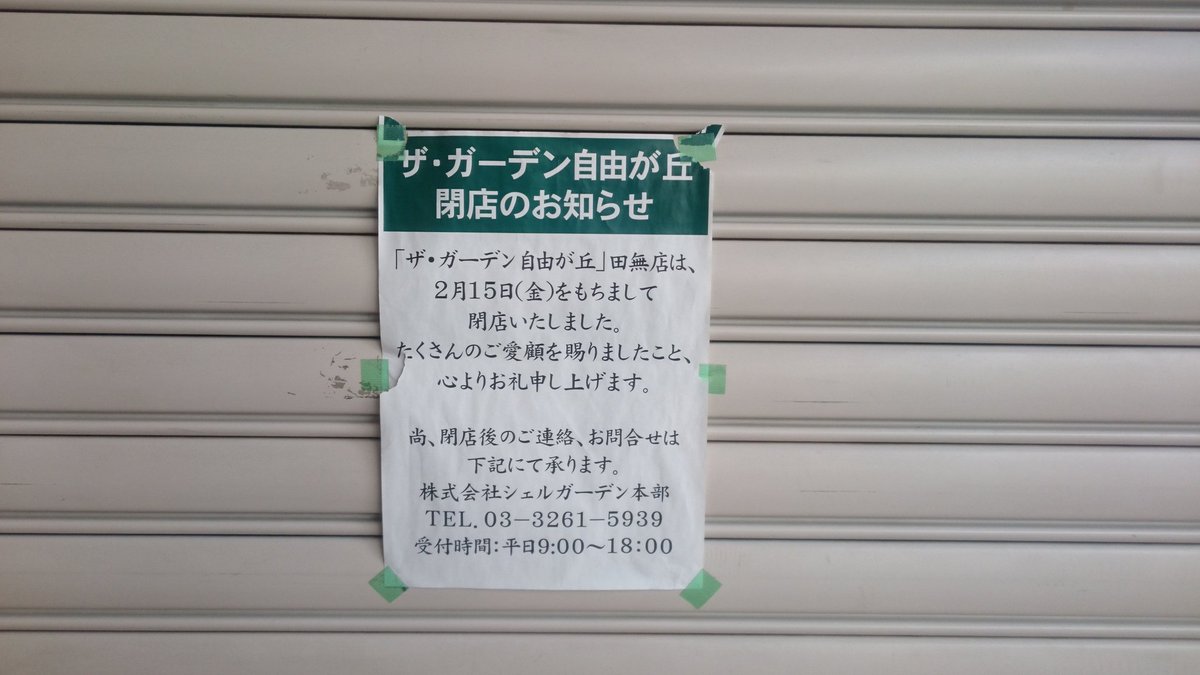 ザ・ガーデン自由が丘
閉店のお知らせ
「ザ・ガーデン自由が丘」田無店は、
2月15日(金)をもちまして
閉店いたしました。
たくさんのご愛顧を賜りましたこと、
心よりお礼申し上げます。
尚、閉店後のご連絡、お問合せは
下記にて承ります。
株式会社シェルガーデン本部
TEL.03−3261−5939
受付時間:平日9:00〜18:00